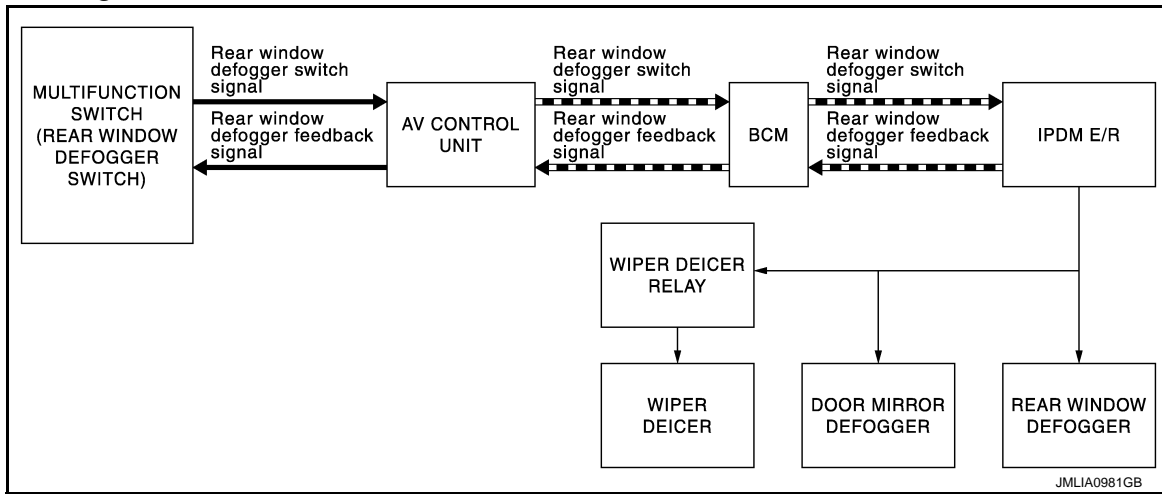 Rear window
defogger switch
signal
Rear window
defogger switch
signal
Rear window
defogger switch
signal
MULTIFUNCTION
SWITCH
(REAR WINDOW
DEFOGGER
SWITCH)
AV CONTROL
UNIT
BCM
IPDM E/R
Rear window
defogger feedback
signal
Rear window
defogger feedback
signal
Rear window
defogger feedback
signal
WIPER DEICER
RELAY
WIPER
DEICER
DOOR MIRROR
DEFOGGER
REAR WINDOW
DEFOGGER
JMLIA0981GB